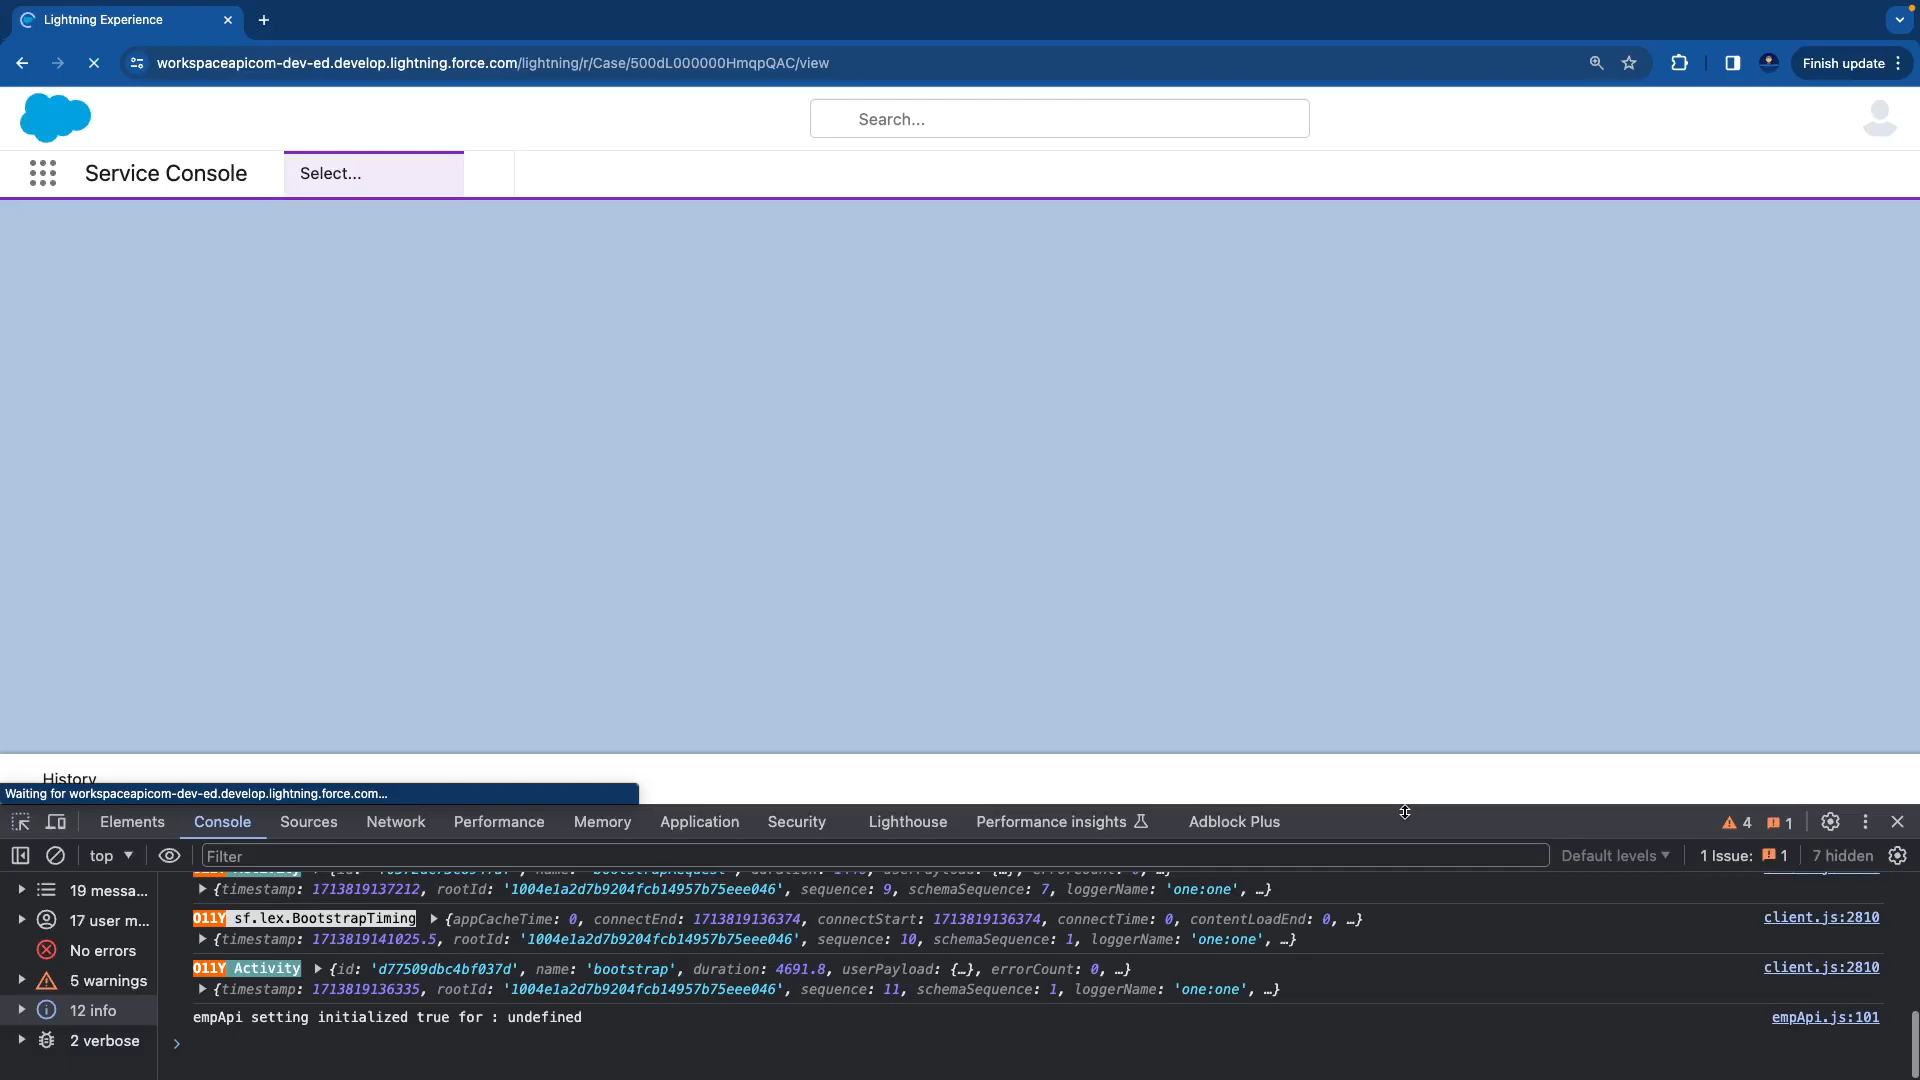 Lightning Experience
workspaceapicom-dev-ed.develop.lightning.force.com/lightning/r/Case/500dL000000HmqpQAC/view
Finish update
Search...
Service Console
Select...
History
Waiting for workspaceapicom-dev-ed.develop.lightning.force.com...
Elements Console Sources Network Performance Memory Application Security Lighthouse Performance insights Adblock Plus 4 1
top Filter Default levels 1 Issue: 1 7 hidden
19 messa...
17 user m...
No errors
5 warnings
12 info
2 verbose
{timestamp: 1713819137212, rootId: '1004e1a2d7b9204fcb14957b75eee046', sequence: 9, schemaSequence: 7, loggerName: 'one:one', …}
O11Y sf.lex.BootstrapTiming {appCacheTime: 0, connectEnd: 1713819136374, connectStart: 1713819136374, connectTime: 0, contentLoadEnd: 0, …} client.js:2810
{timestamp: 1713819141025.5, rootId: '1004e1a2d7b9204fcb14957b75eee046', sequence: 10, schemaSequence: 1, loggerName: 'one:one', …}
O11Y Activity {id: 'd77509dbc4bf037d', name: 'bootstrap', duration: 4691.8, userPayload: {…}, errorCount: 0, …} client.js:2810
{timestamp: 1713819136335, rootId: '1004e1a2d7b9204fcb14957b75eee046', sequence: 11, schemaSequence: 1, loggerName: 'one:one', …}
empApi setting initialized true for : undefined empApi.js:101